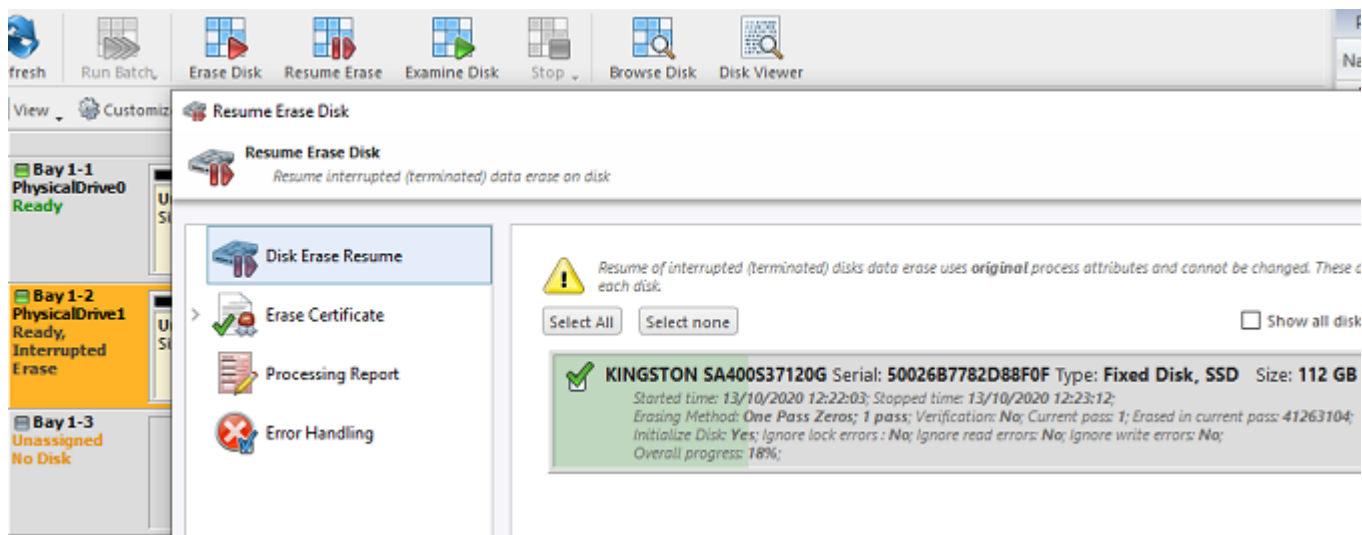 fresh Run Batch Erase Disk Resume Erase Examine Disk Stop Browse Disk Disk Viewer
View Customiz
Resume Erase Disk
Resume Erase Disk
Resume interrupted (terminated) data erase on disk
Bay 1-1
PhysicalDrive0
Ready
Bay 1-2
PhysicalDrive1
Ready,
Interrupted
Erase
Bay 1-3
Unassigned
No Disk
Disk Erase Resume
Erase Certificate
Processing Report
Error Handling
Resume of interrupted (terminated) disks data erase uses original process attributes and cannot be changed. These
each disk.
Select All Select none Show all disk
KINGSTON SA400S37120G Serial: 50026B7782D88F0F Type: Fixed Disk, SSD Size: 112 GB
Started time: 13/10/2020 12:22:03; Stopped time: 13/10/2020 12:23:12;
Erasing Method: One Pass Zeros; 1 pass; Verification: No; Current pass: 1; Erased in current pass: 41263104;
Initialize Disk: Yes; Ignore lock errors : No; Ignore read errors: No; Ignore write errors: No;
Overall progress: 18%;